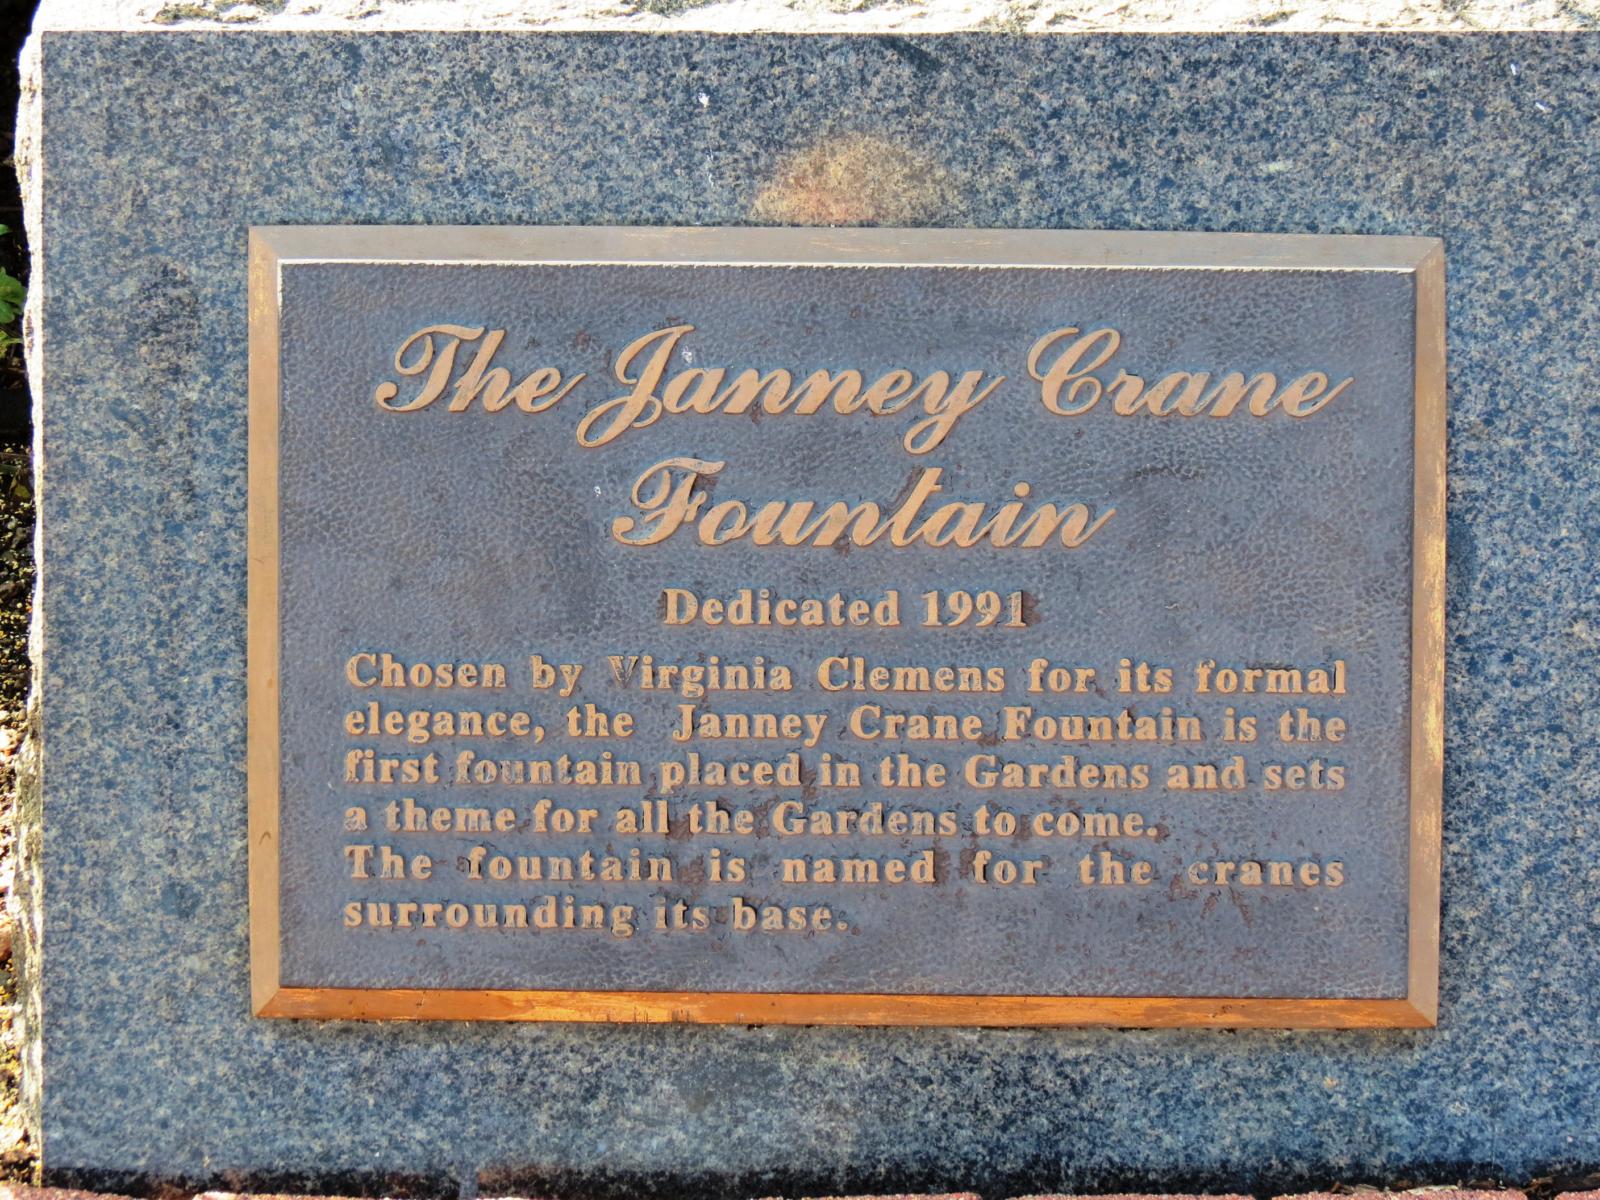 The Janney Crane
Fountain
Dedicated 1991
Chosen by Virginia Clemens for its formal
elegance, the Janney Crane Fountain is the
first fountain placed in the Gardens and sets
a theme for all the Gardens to come.
The fountain is named for the cranes
surrounding its base.